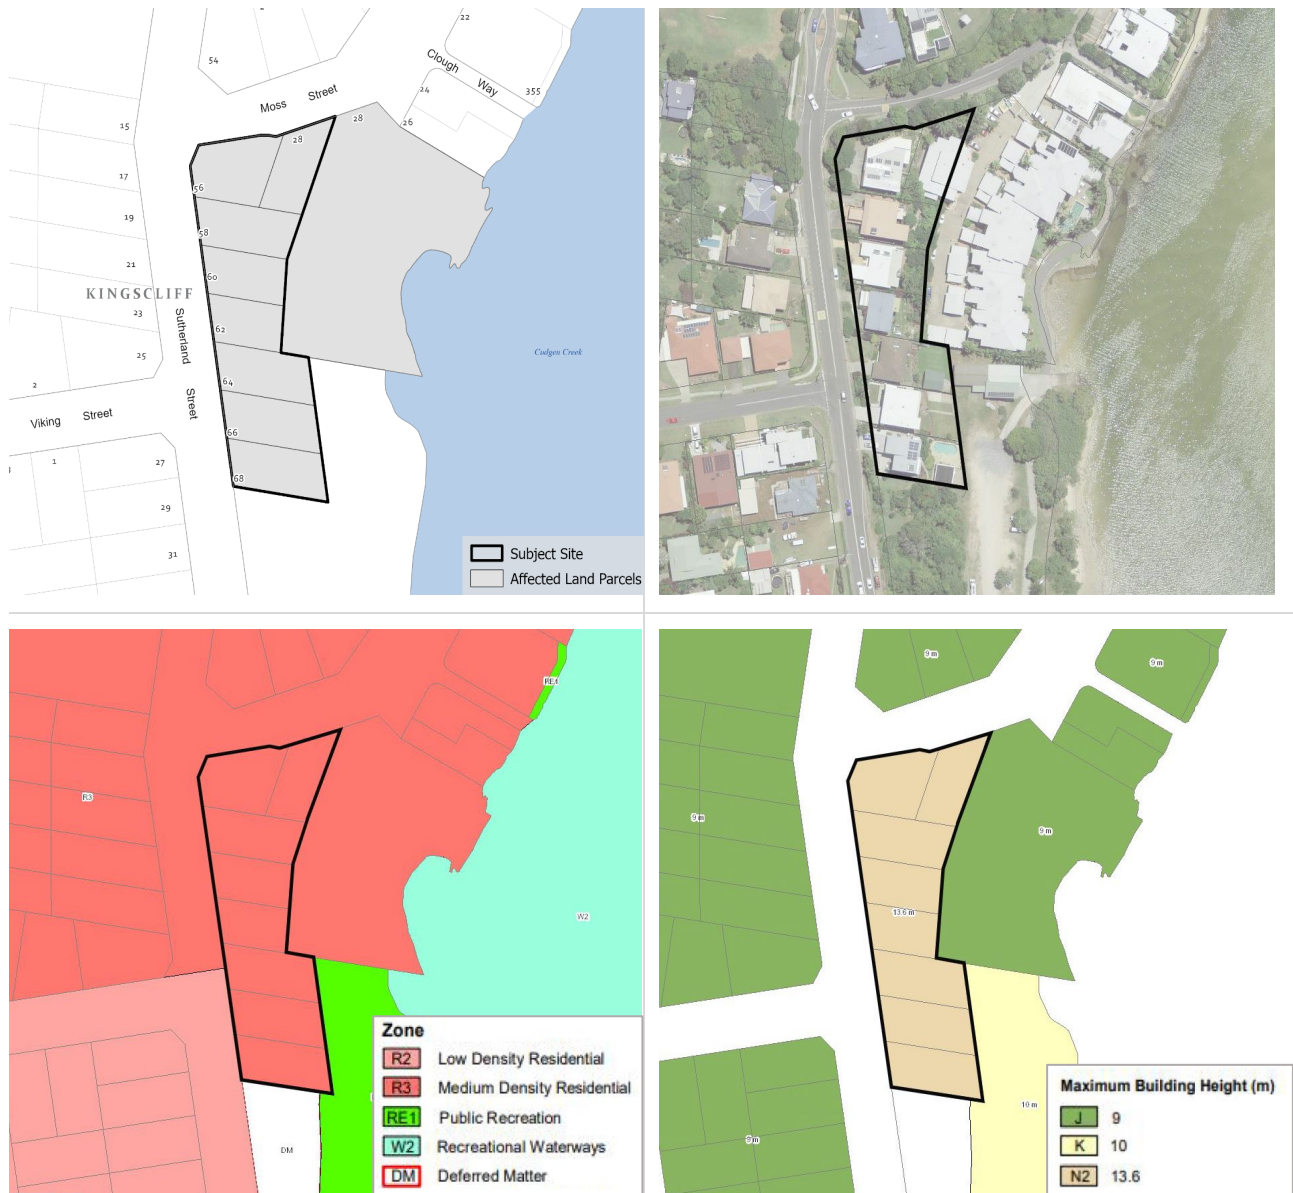 22
54
Clough Way
24
355
Moss Street
28
26
15
28
17
56
19
58
21
60
KINGSCLIFF
23
62
Sutherland Street
25
Cudgen Creek
2
64
Viking Street
66
1
27
68
29
31
Subject Site
Affected Land Parcels
RE1
R3
W2
DM
Zone
R2 Low Density Residential
R3 Medium Density Residential
RE1 Public Recreation
W2 Recreational Waterways
DM Deferred Matter
9 m
9 m
9 m
9 m
13.6 m
10 m
9 m
Maximum Building Height (m)
J 9
K 10
N2 13.6